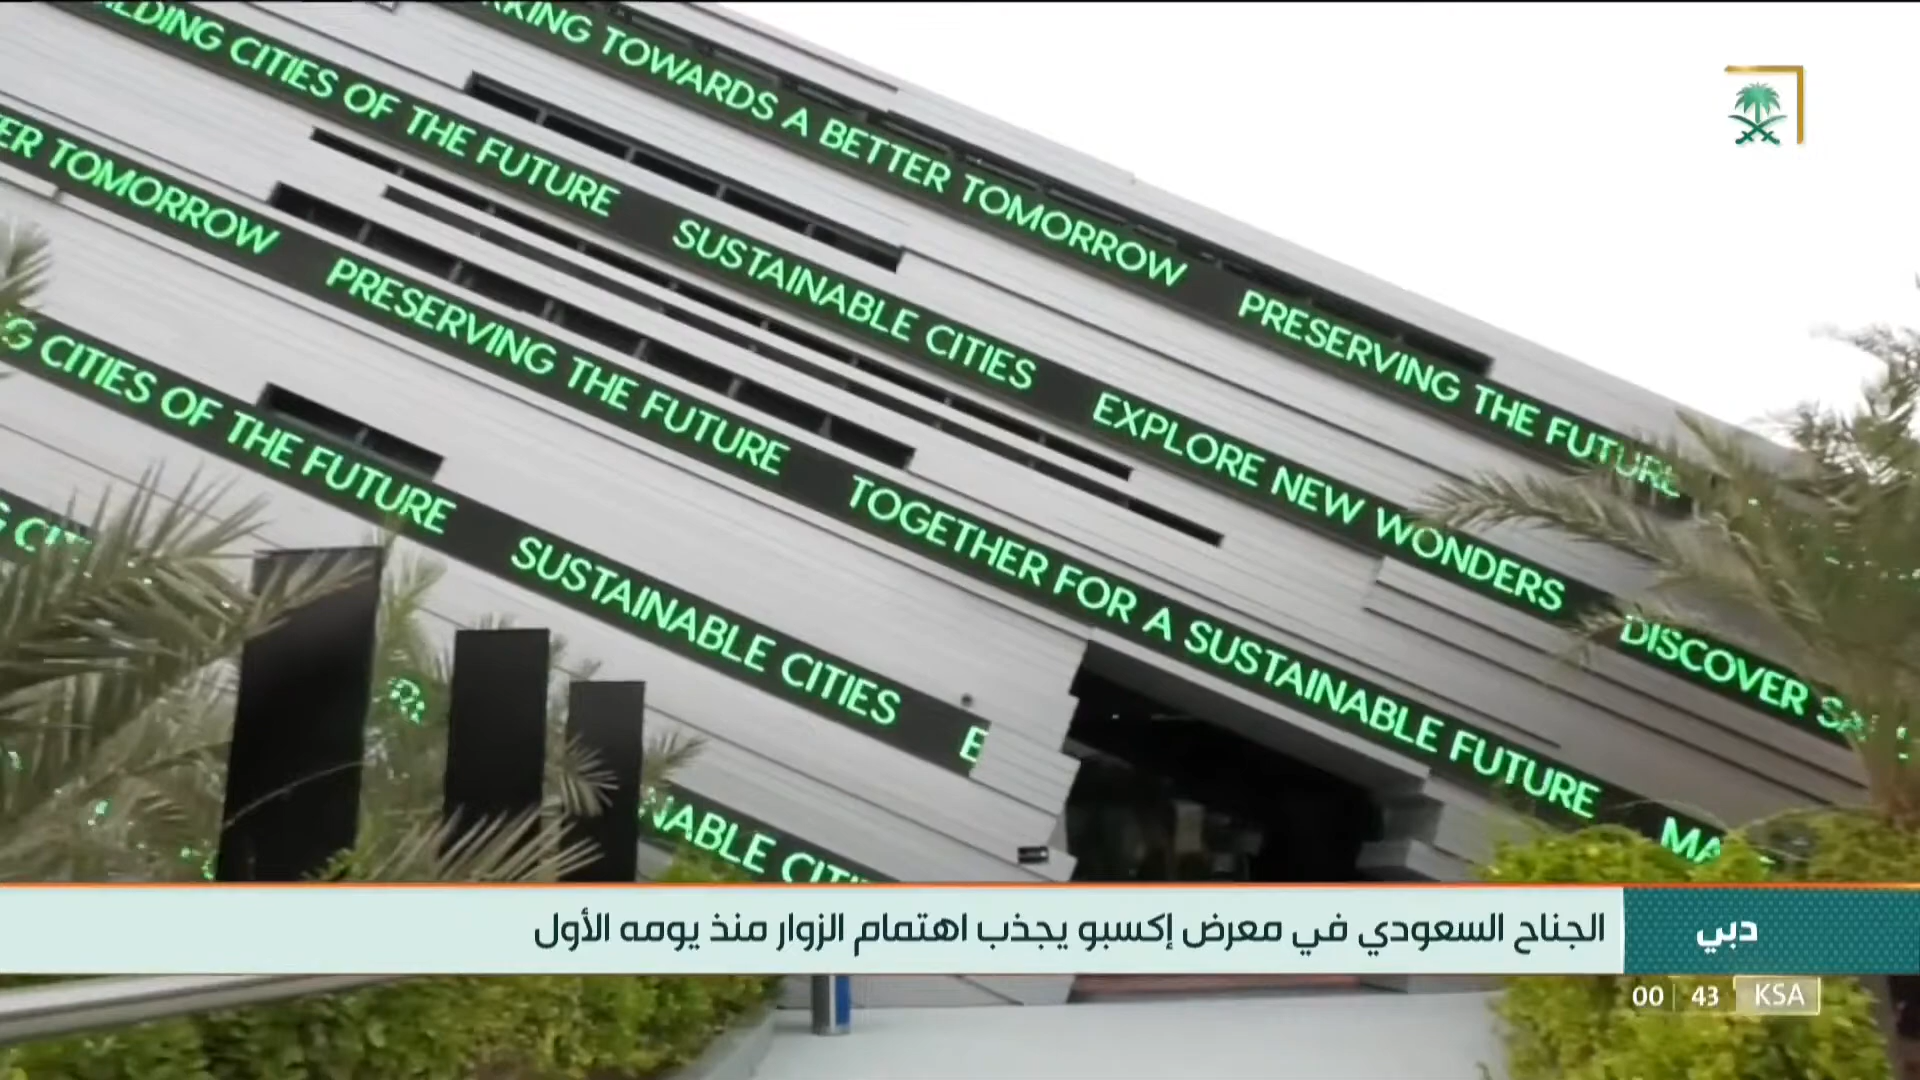 TOWARDS A BETTER TOMORROW PRESERVING THE FUTURE
CITIES OF THE FUTURE SUSTAINABLE CITIES EXPLORE NEW WONDERS DISCOVER
TOMORROW PRESERVING THE FUTURE TOGETHER FOR A SUSTAINABLE FUTURE
CITIES OF THE FUTURE SUSTAINABLE CITIES
دبي
الجناح السعودي في معرض إكسبو يجذب اهتمام الزوار منذ يومه الأول
00 43 KSA